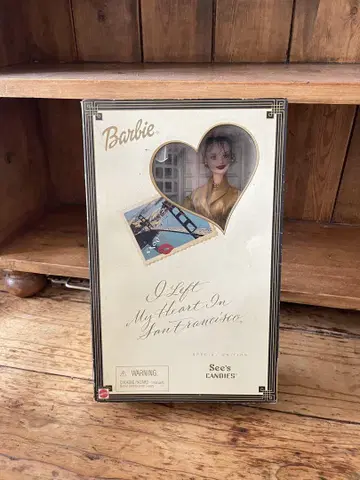 Barbie
I Left
My Heart In
San Francisco
SPECIAL EDITION
See's
CANDIES
WARNING: